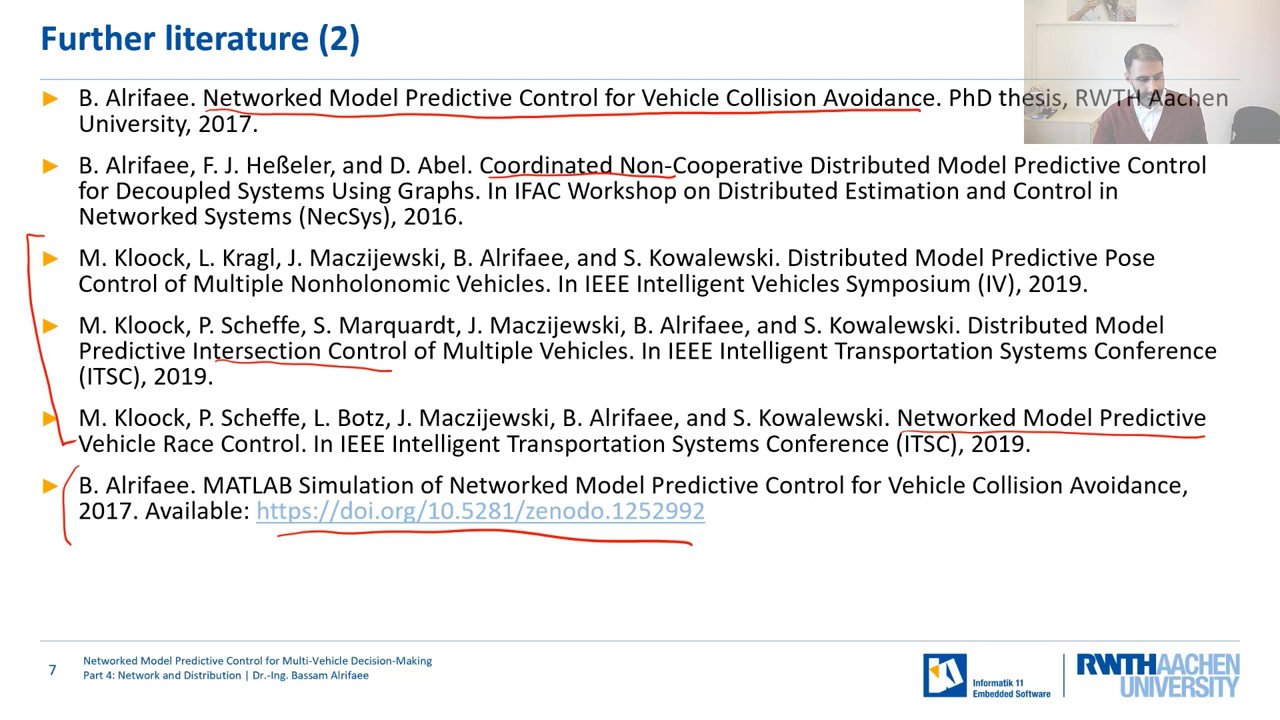 Further literature (2)
► B. Alrifaee. Networked Model Predictive Control for Vehicle Collision Avoidance. PhD thesis, RWTH Aachen
University, 2017.
► B. Alrifaee, F. J. Heßeler, and D. Abel. Coordinated Non-Cooperative Distributed Model Predictive Control
for Decoupled Systems Using Graphs. In IFAC Workshop on Distributed Estimation and Control in
Networked Systems (NecSys), 2016.
► M. Kloock, L. Kragl, J. Maczijewski, B. Alrifaee, and S. Kowalewski. Distributed Model Predictive Pose
Control of Multiple Nonholonomic Vehicles. In IEEE Intelligent Vehicles Symposium (IV), 2019.
► M. Kloock, P. Scheffe, S. Marquardt, J. Maczijewski, B. Alrifaee, and S. Kowalewski. Distributed Model
Predictive Intersection Control of Multiple Vehicles. In IEEE Intelligent Transportation Systems Conference
(ITSC), 2019.
► M. Kloock, P. Scheffe, L. Botz, J. Maczijewski, B. Alrifaee, and S. Kowalewski. Networked Model Predictive
Vehicle Race Control. In IEEE Intelligent Transportation Systems Conference (ITSC), 2019.
► B. Alrifaee. MATLAB Simulation of Networked Model Predictive Control for Vehicle Collision Avoidance,
2017. Available: https://doi.org/10.5281/zenodo.1252992
7
Networked Model Predictive Control for Multi-Vehicle Decision-Making
Part 4: Network and Distribution | Dr.-Ing. Bassam Alrifaee
Informatik 11
Embedded Software
RWTHAACHEN
UNIVERSITY